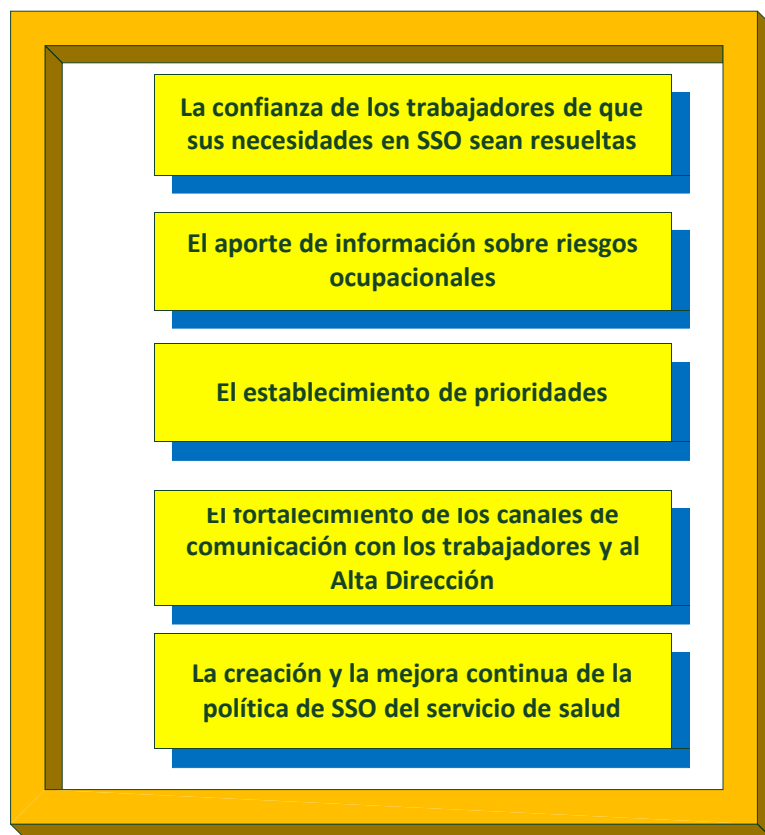 La confianza de los trabajadores de que
sus necesidades en SSO sean resueltas
El aporte de información sobre riesgos
ocupacionales
El establecimiento de prioridades
El fortalecimiento de los canales de
comunicación con los trabajadores y al
Alta Dirección
La creación y la mejora continua de la
política de SSO del servicio de salud